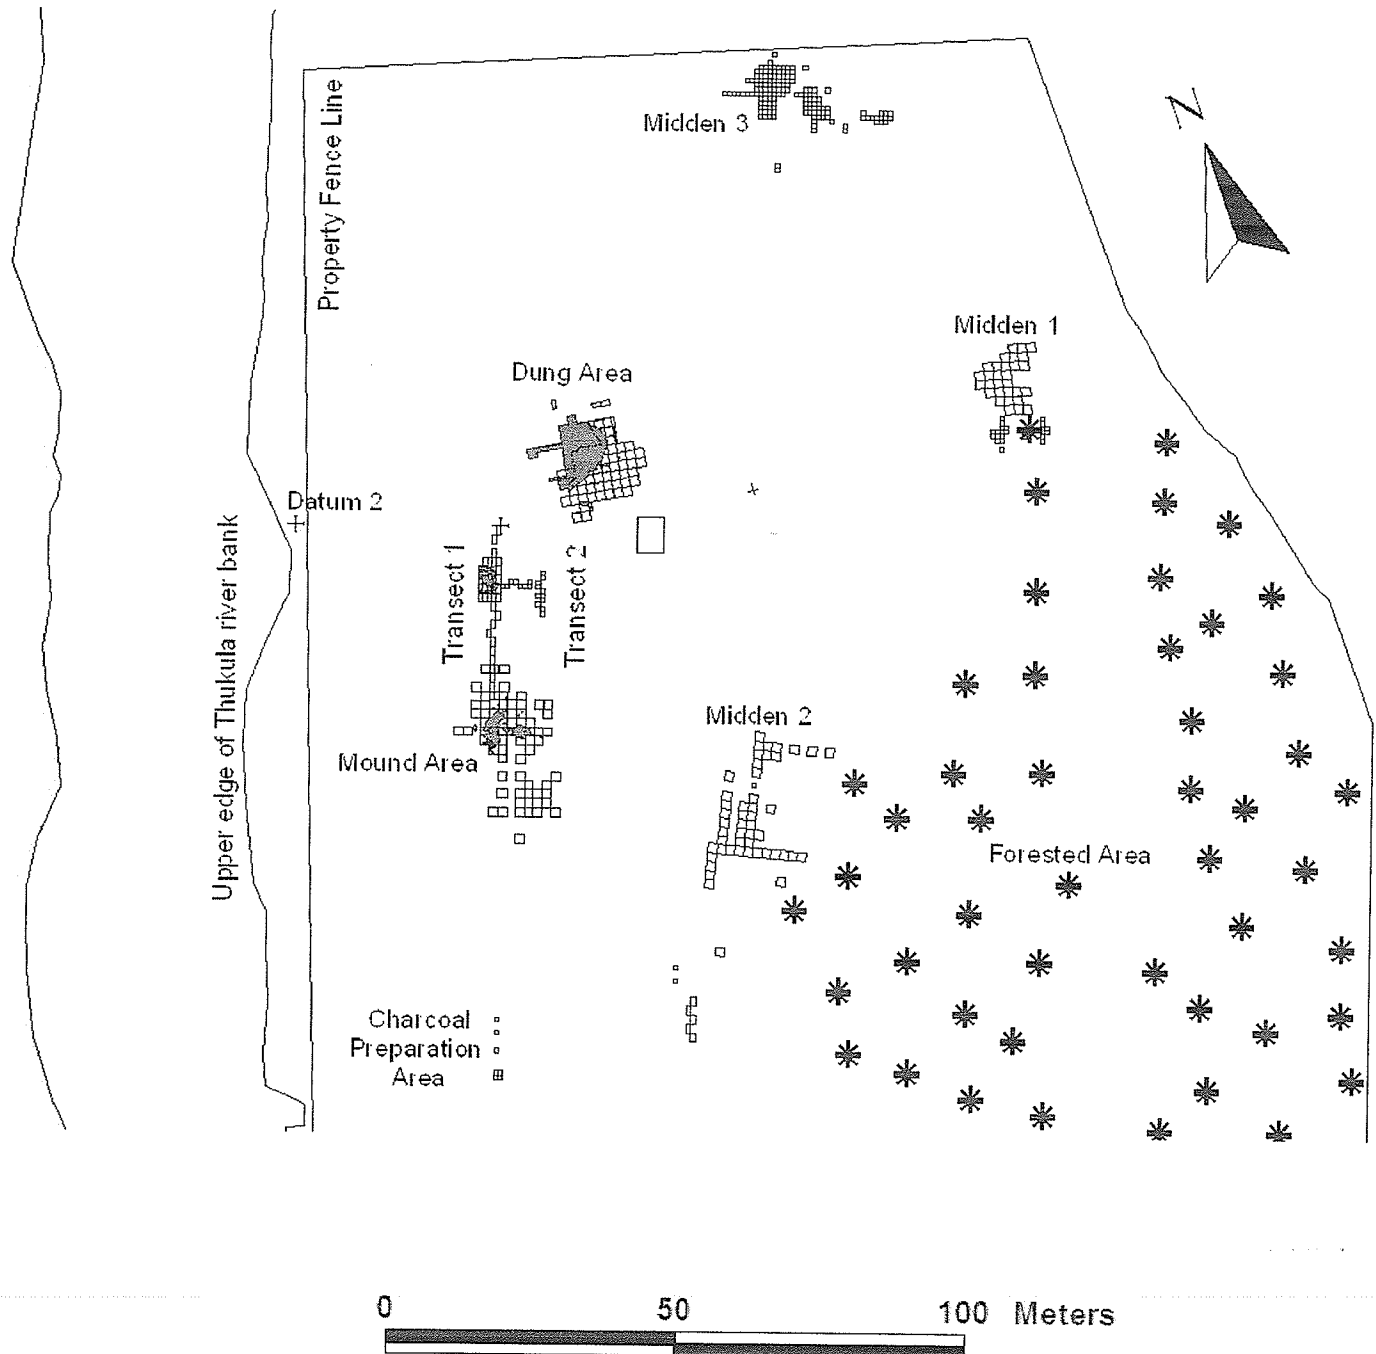 N
Property Fence Line
Midden 3
Midden 1
Dung Area
Datum 2
Upper edge of Thukula river bank
Transect 1
Transect 2
Midden 2
Mound Area
Forested Area
Charcoal
Preparation
Area
0 50 100 Meters